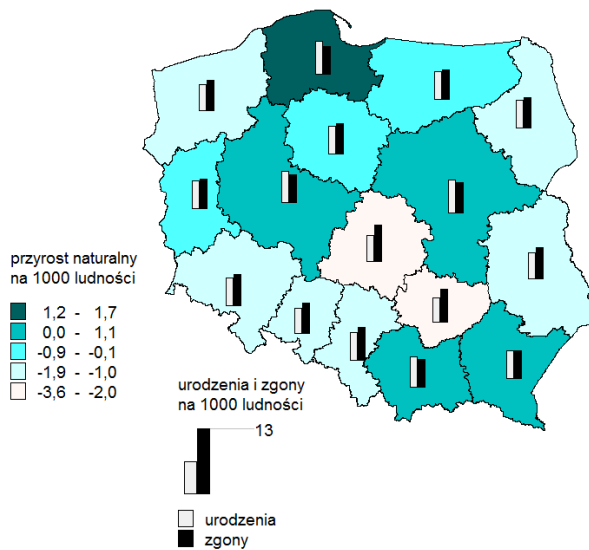 przyrost naturalny
na 1000 ludności
1,2 - 1,7
0,0 - 1,1
-0,9 - -0,1
-1,9 - -1,0
-3,6 - -2,0
urodzenia i zgony
na 1000 ludności
13
urodzenia
zgony